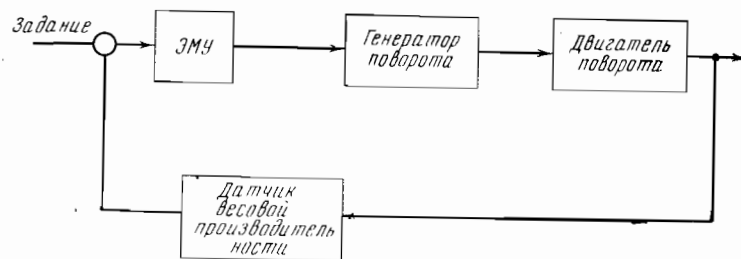 Задание
ЭМУ
Генератор
поворота
Двигатель
поворота
Датчик
весовой
производитель
ности